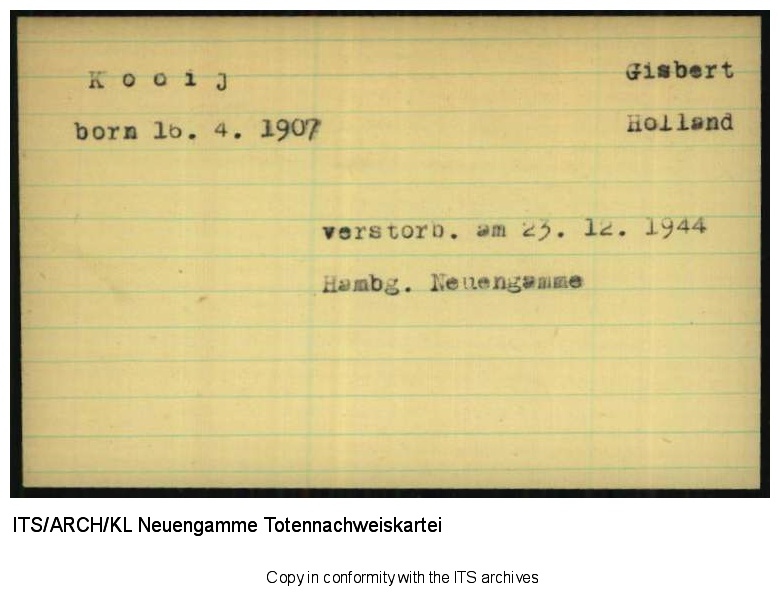 K o o i j Gisbert
born 16. 4. 1907 Holland
verstorb. am 23. 12. 1944
Hambg. Neuengamme
ITS/ARCH/KL Neuengamme Totennachweiskartei
Copy in conformity with the ITS archives